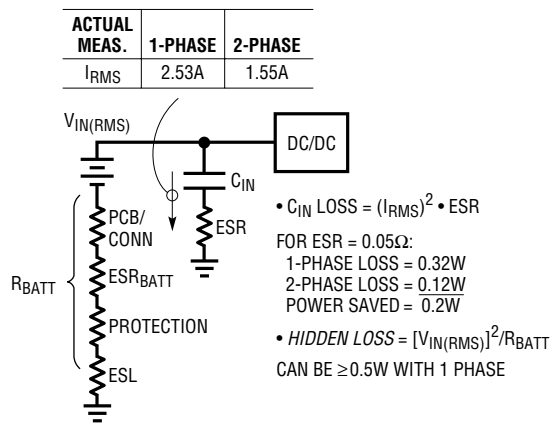 ACTUAL
MEAS. 1-PHASE 2-PHASE
IRMS 2.53A 1.55A
VIN(RMS)
DC/DC
CIN
PCB/
CONN
ESR
RBATT
ESRBATT
PROTECTION
ESL
• CIN LOSS = (IRMS)² • ESR
FOR ESR = 0.05Ω:
1-PHASE LOSS = 0.32W
2-PHASE LOSS = 0.12W
POWER SAVED = 0.2W
• HIDDEN LOSS = [VIN(RMS)]²/RBATT
CAN BE ≥0.5W WITH 1 PHASE